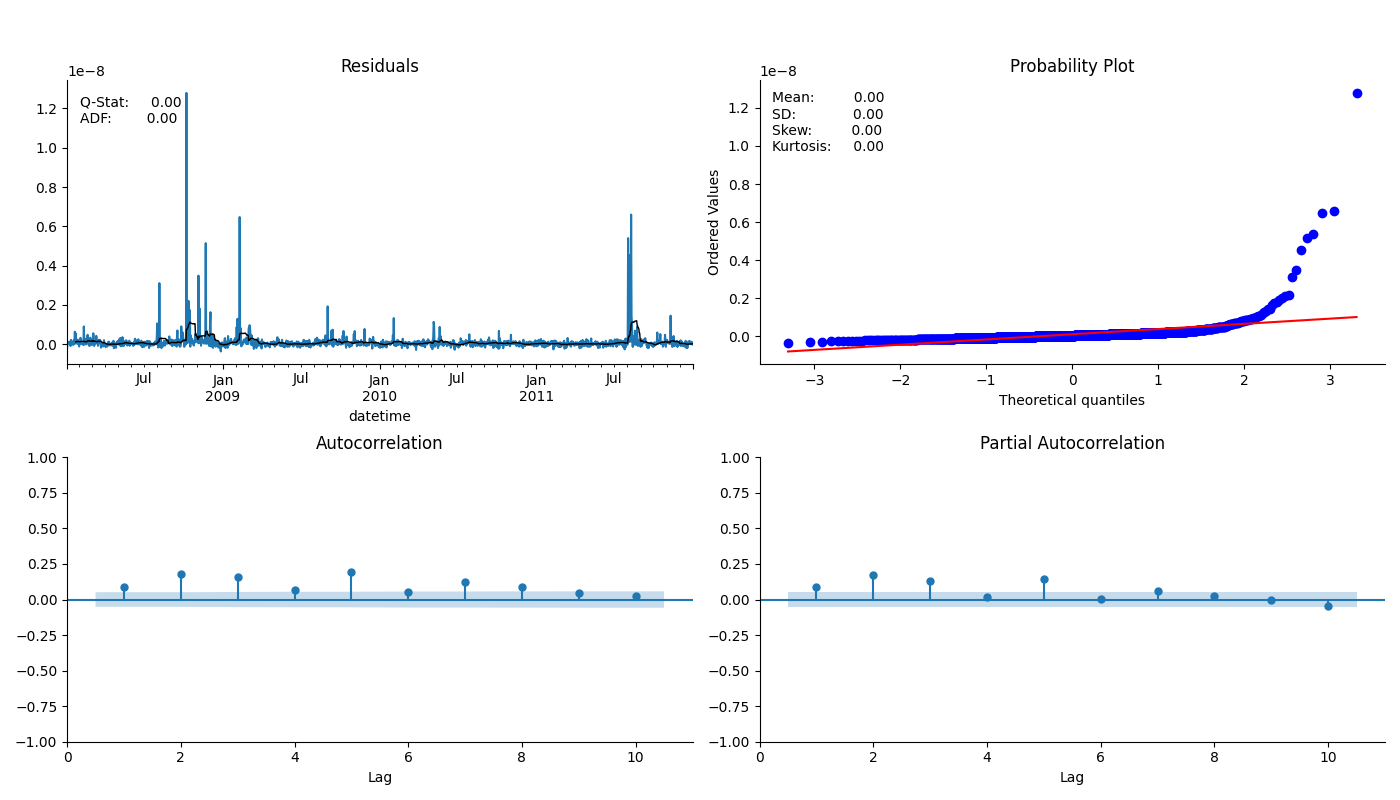 Residuals
1e−8
Q-Stat: 0.00
ADF: 0.00
1.2
1.0
0.8
0.6
0.4
0.2
0.0
Jul Jan Jul Jan Jul Jan Jul
2009 2010 2011
datetime
Probability Plot
1e−8
Mean: 0.00
SD: 0.00
Skew: 0.00
Kurtosis: 0.00
Ordered Values
1.2
1.0
0.8
0.6
0.4
0.2
0.0
−3 −2 −1 0 1 2 3
Theoretical quantiles
Autocorrelation
1.00
0.75
0.50
0.25
0.00
−0.25
−0.50
−0.75
−1.00
0 2 4 6 8 10
Lag
Partial Autocorrelation
1.00
0.75
0.50
0.25
0.00
−0.25
−0.50
−0.75
−1.00
0 2 4 6 8 10
Lag